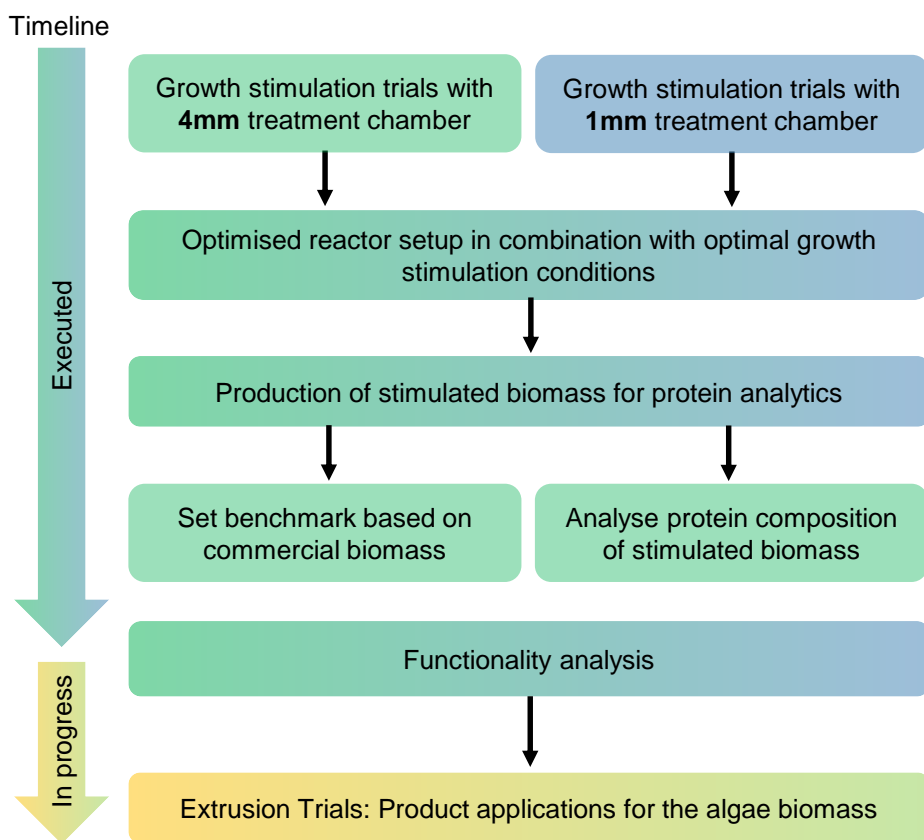 Timeline
Growth stimulation trials with
4mm treatment chamber
Growth stimulation trials with
1mm treatment chamber
Optimised reactor setup in combination with optimal growth
stimulation conditions
Executed
Production of stimulated biomass for protein analytics
Set benchmark based on
commercial biomass
Analyse protein composition
of stimulated biomass
Functionality analysis
In progress
Extrusion Trials: Product applications for the algae biomass